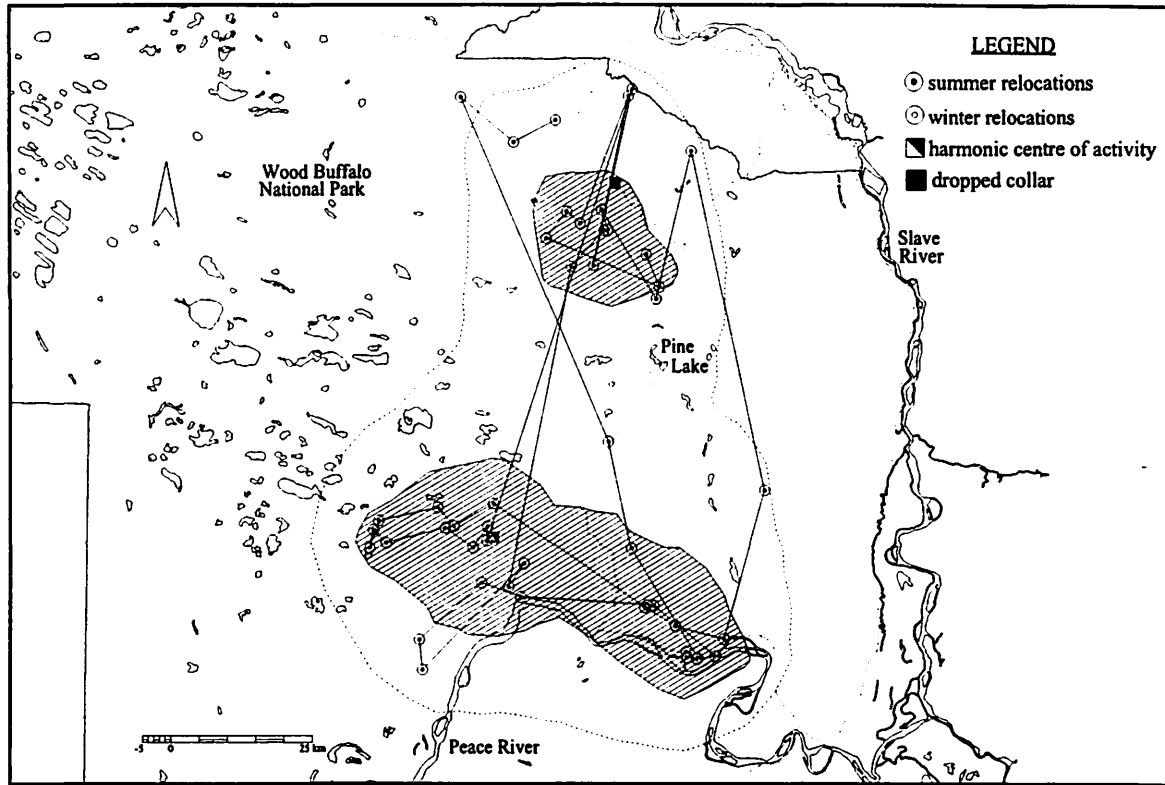 LEGEND
summer relocations
winter relocations
harmonic centre of activity
dropped collar
Wood Buffalo
National Park
Slave
River
Pine
Lake
Peace River
-5 0 25 km